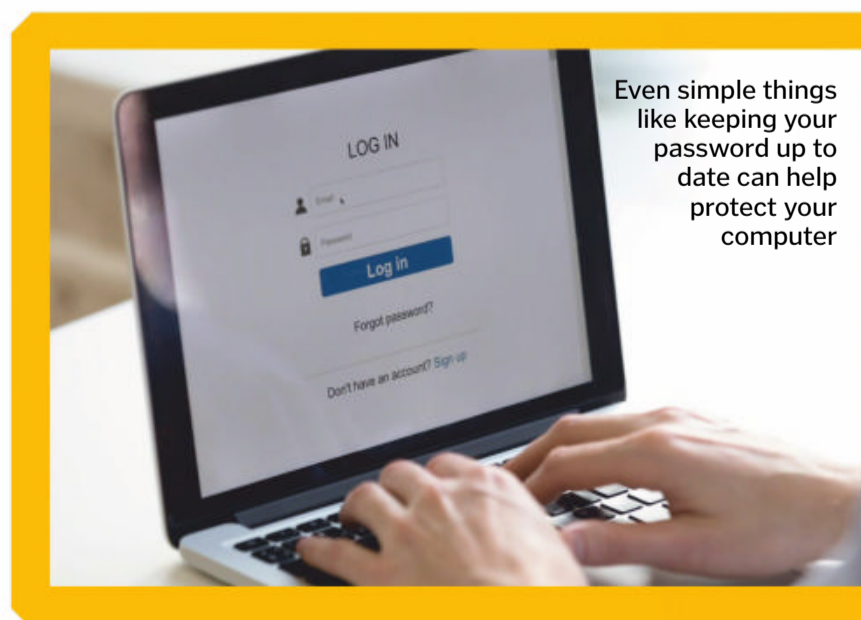 Even simple things
like keeping your
password up to
date can help
protect your
computer
LOG IN
Email
Password
Log in
Forgot password?
Don't have an account? Sign up